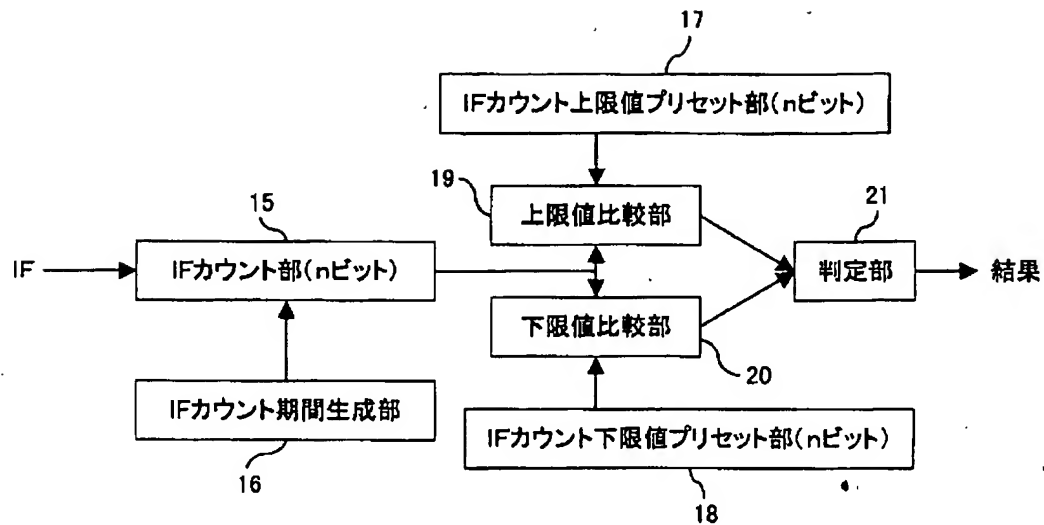 17
IFカウント上限値プリセット部(nビット)
19
上限値比較部
15
21
IF
IFカウント部(nビット)
判定部
結果
下限値比較部
20
IFカウント期間生成部
IFカウント下限値プリセット部(nビット)
16
18